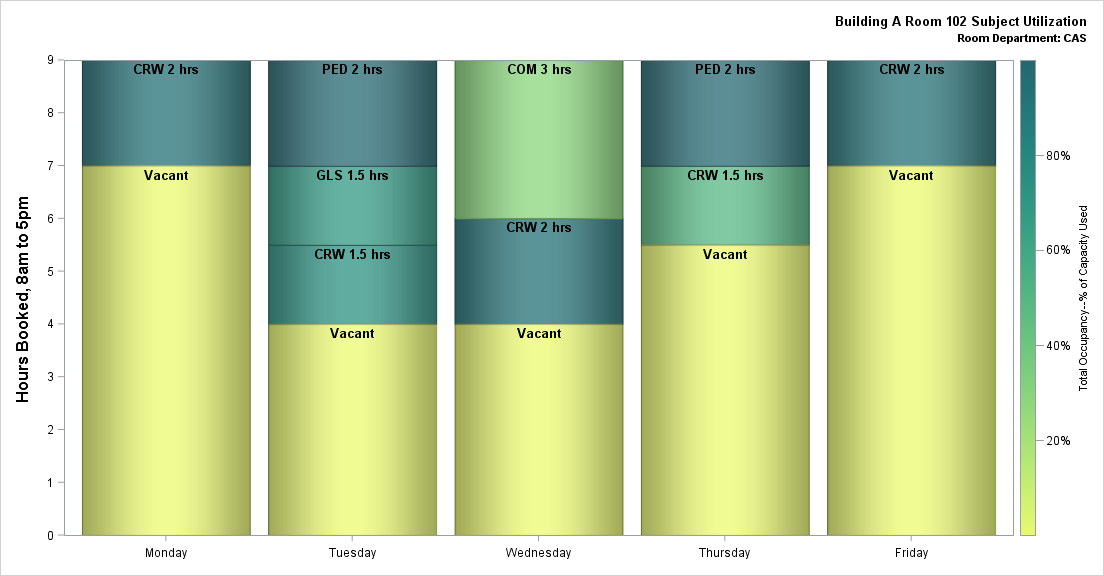 Building A Room 102 Subject Utilization
Room Department: CAS
Hours Booked, 8am to 5pm
9
8
7
6
5
4
3
2
1
0
CRW 2 hrs
Vacant
PED 2 hrs
GLS 1.5 hrs
CRW 1.5 hrs
Vacant
COM 3 hrs
CRW 2 hrs
Vacant
PED 2 hrs
CRW 1.5 hrs
Vacant
CRW 2 hrs
Vacant
Monday
Tuesday
Wednesday
Thursday
Friday
80%
60%
40%
20%
Total Occupancy--% of Capacity Used